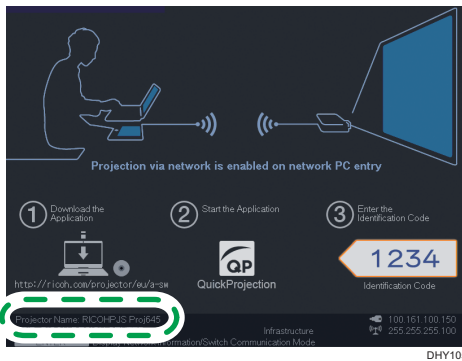 Projection via network is enabled on network PC entry
1
Download the
Application
http://ricoh.com/projector/eu/a-sw
2
Start the Application
QP
QuickProjection
3
Enter the
Identification Code
1234
Identification Code
Projector Name: RICOHPJS Proj645
100.161.100.150
Infrastructure
255.255.255.100
ormation/Switch Communication Mode
DHY10